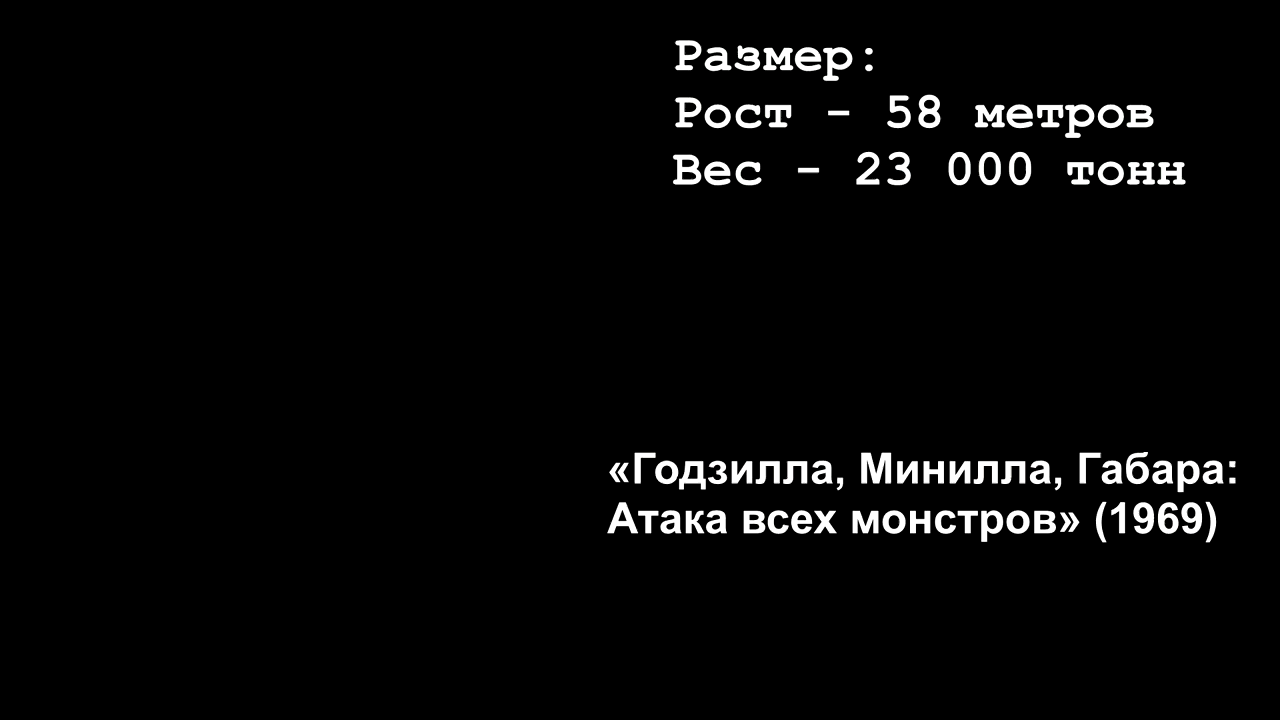 Размер:
Рост - 58 метров
Вес - 23 000 тонн
«Годзилла, Минилла, Габара:
Атака всех монстров» (1969)